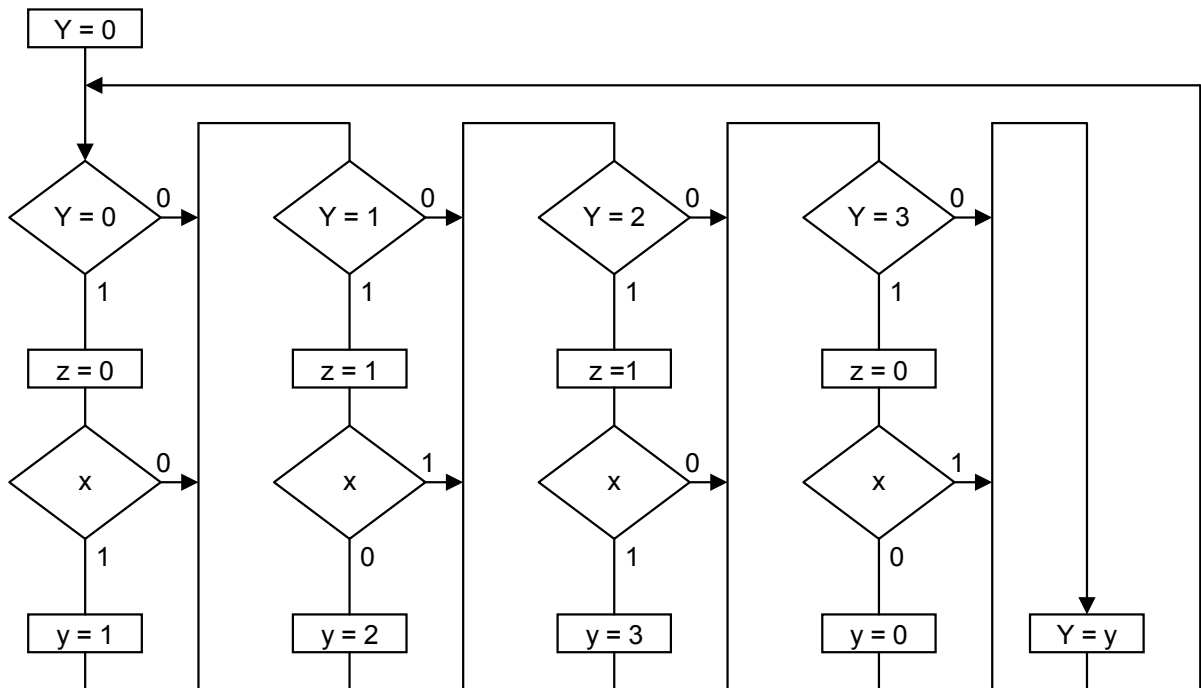 Y = 0
Y = 0
0
1
z = 0
x
0
1
y = 1
Y = 1
0
1
z = 1
x
1
0
y = 2
Y = 2
0
1
z =1
x
0
1
y = 3
Y = 3
0
1
z = 0
x
1
0
y = 0
Y = y